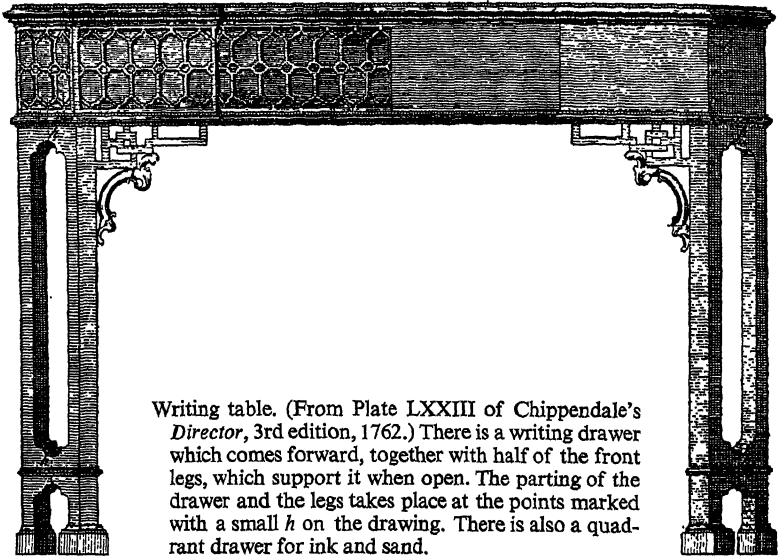 Writing table. (From Plate LXXIII of Chippendale's
Director, 3rd edition, 1762.) There is a writing drawer
which comes forward, together with half of the front
legs, which support it when open. The parting of the
drawer and the legs takes place at the points marked
with a small h on the drawing. There is also a quad-
rant drawer for ink and sand.